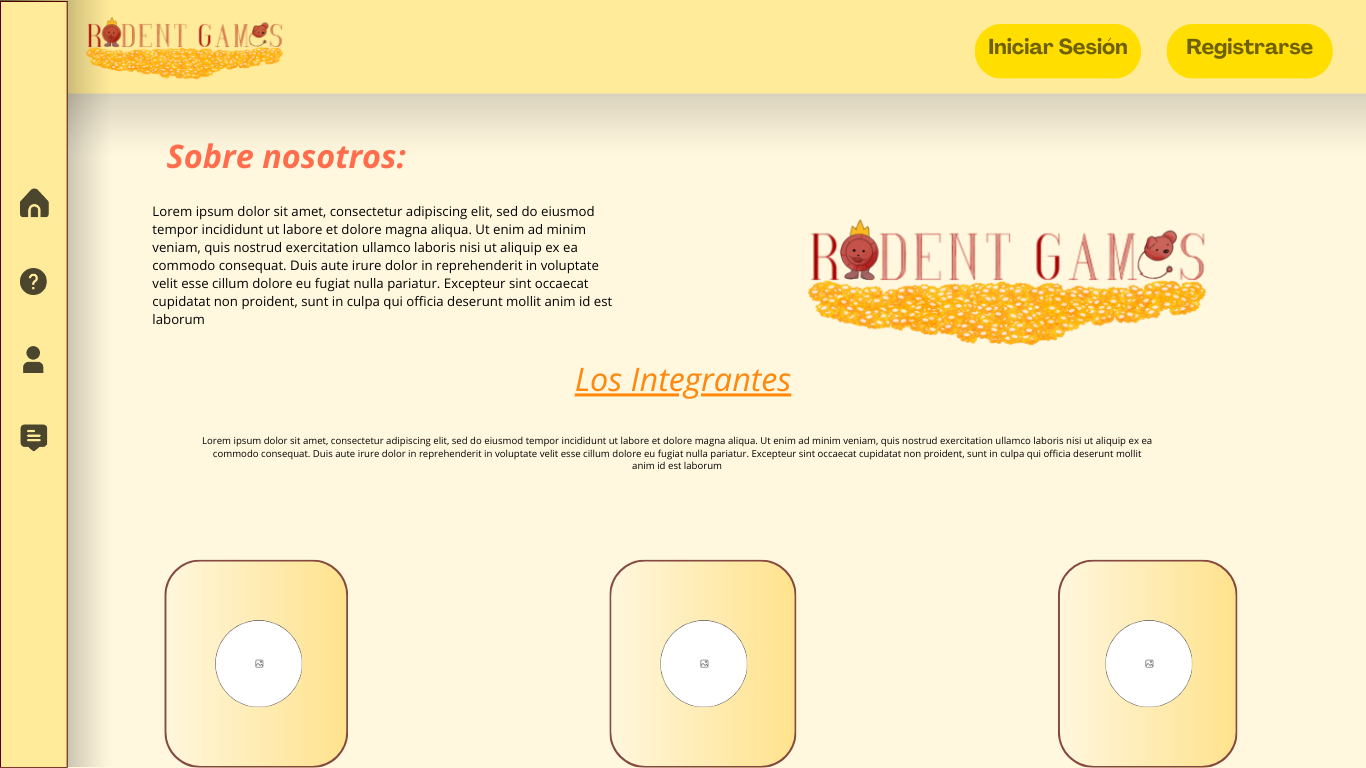 RODENT GAMES
Iniciar Sesión
Registrarse
Sobre nosotros:
Lorem ipsum dolor sit amet, consectetur adipiscing elit, sed do eiusmod
tempor incididunt ut labore et dolore magna aliqua. Ut enim ad minim
veniam, quis nostrud exercitation ullamco laboris nisi ut aliquip ex ea
commodo consequat. Duis aute irure dolor in reprehenderit in voluptate
velit esse cillum dolore eu fugiat nulla pariatur. Excepteur sint occaecat
cupidatat non proident, sunt in culpa qui officia deserunt mollit anim id est
laborum
RODENT GAMES
Los Integrantes
Lorem ipsum dolor sit amet, consectetur adipiscing elit, sed do eiusmod tempor incididunt ut labore et dolore magna aliqua. Ut enim ad minim veniam, quis nostrud exercitation ullamco laboris nisi ut aliquip ex ea
commodo consequat. Duis aute irure dolor in reprehenderit in voluptate velit esse cillum dolore eu fugiat nulla pariatur. Excepteur sint occaecat cupidatat non proident, sunt in culpa qui officia deserunt mollit
anim id est laborum